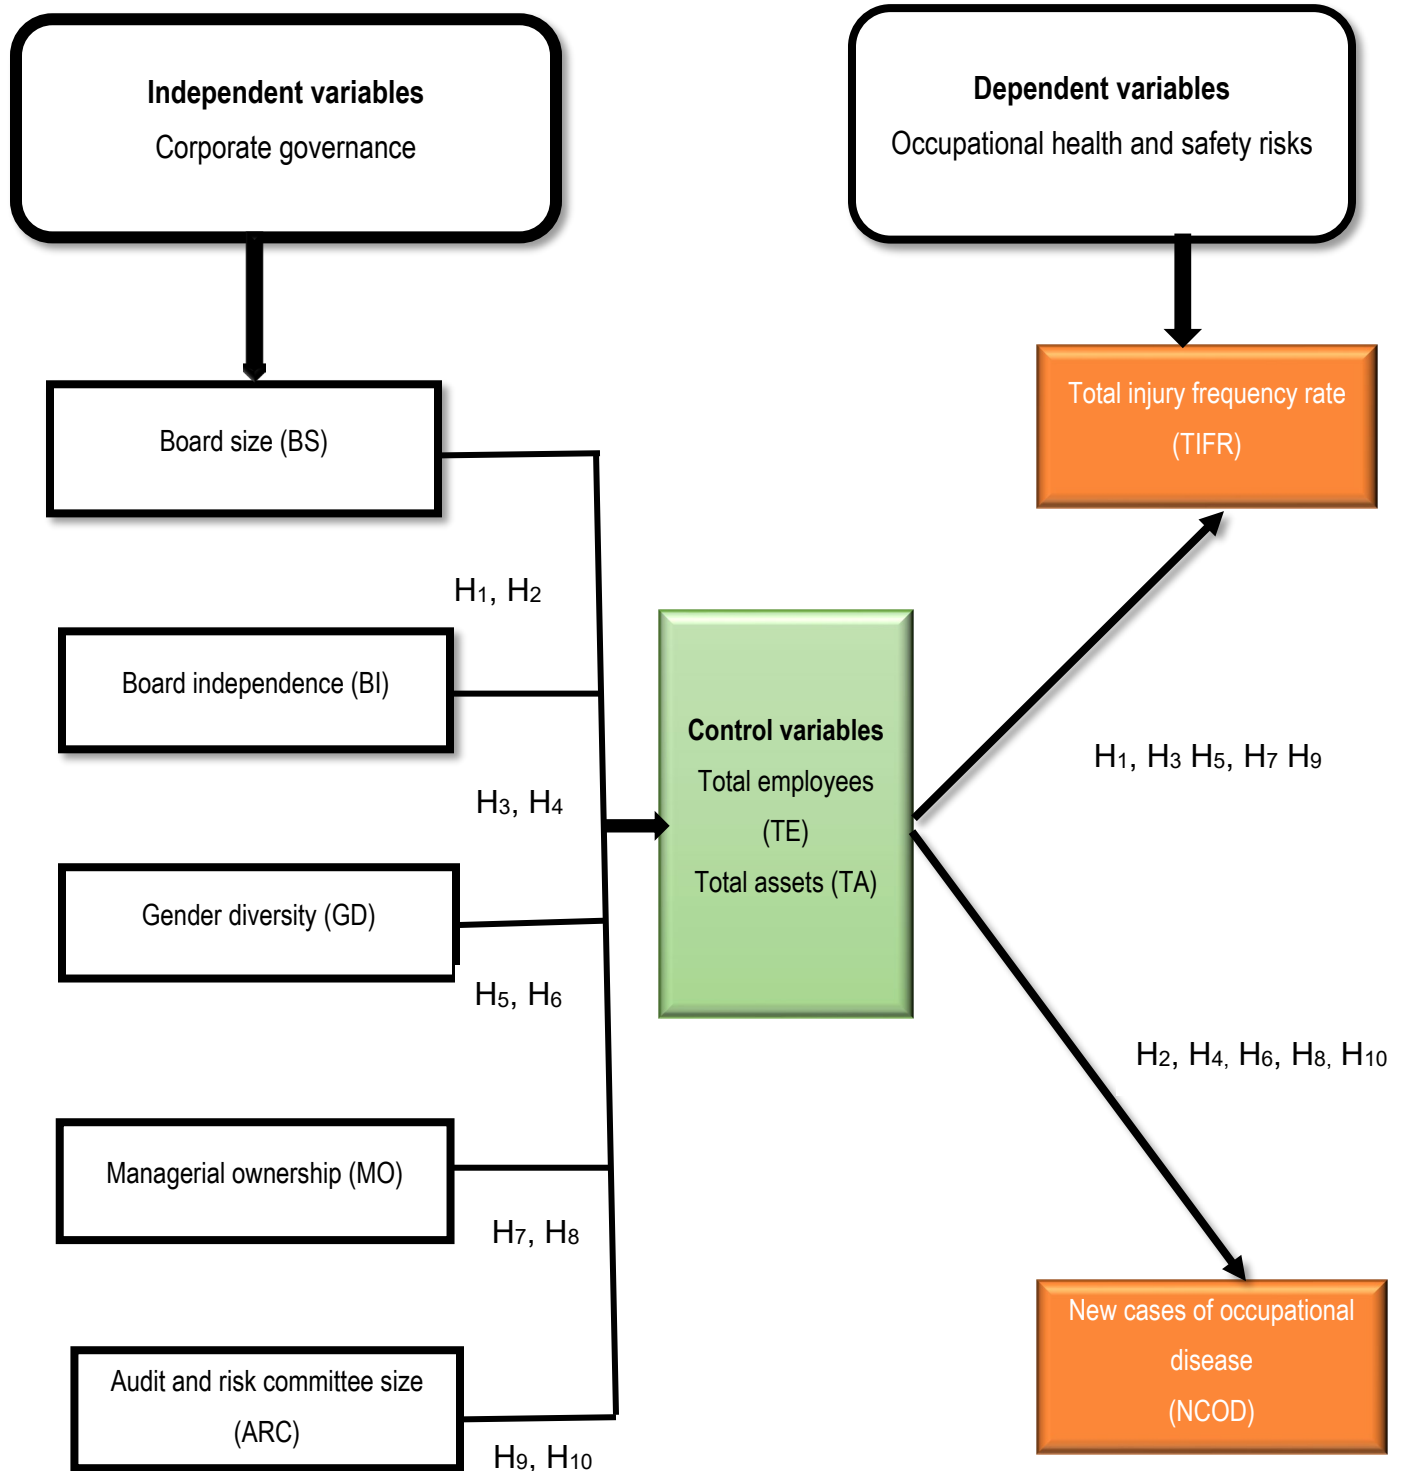 Independent variables
Corporate governance
Dependent variables
Occupational health and safety risks
Board size (BS)
Total injury frequency rate
(TIFR)
H1, H2
Board independence (BI)
H3, H4
Control variables
Total employees
(TE)
Total assets (TA)
H1, H3 H5, H7 H9
Gender diversity (GD)
H5, H6
H2, H4, H6, H8, H10
Managerial ownership (MO)
H7, H8
New cases of occupational
disease
(NCOD)
Audit and risk committee size
(ARC)
H9, H10